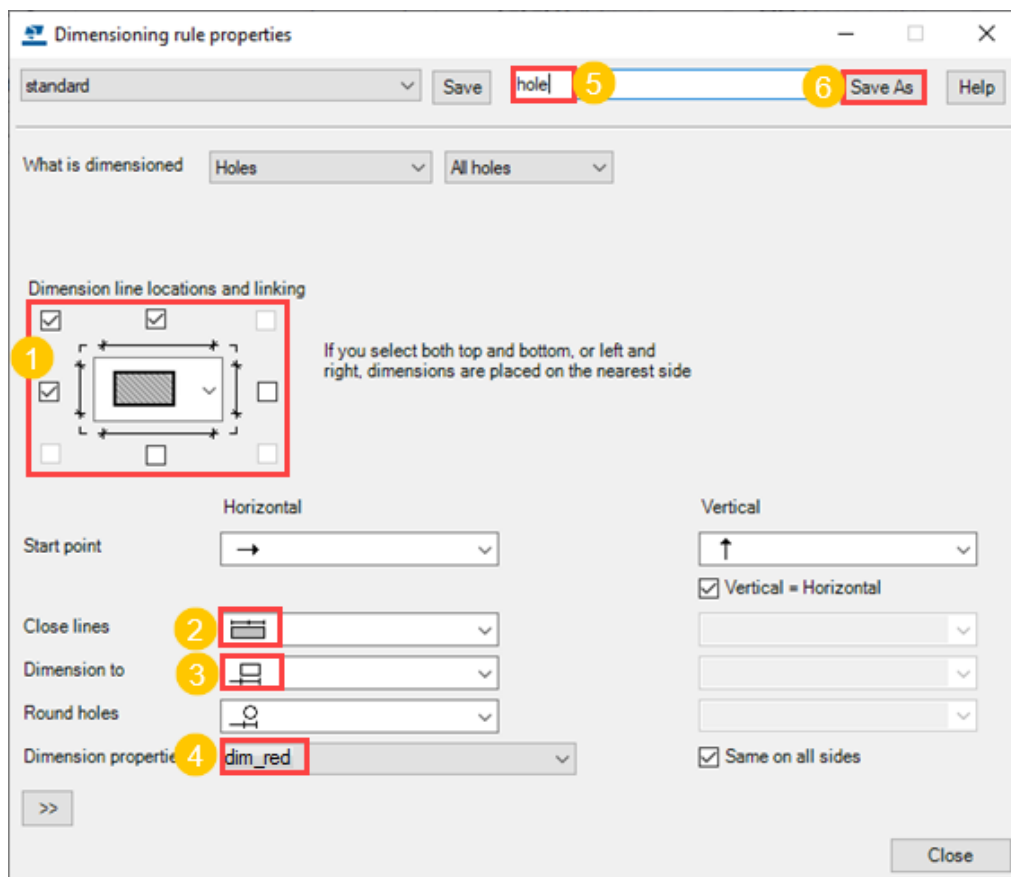 Dimensioning rule properties
standard Save hole 5 6 Save As Help
What is dimensioned Holes All holes
Dimension line locations and linking
1
If you select both top and bottom, or left and
right, dimensions are placed on the nearest side
Horizontal Vertical
Start point
Vertical = Horizontal
Close lines 2
Dimension to 3
Round holes
Dimension propertie 4 dim_red Same on all sides
>>
Close